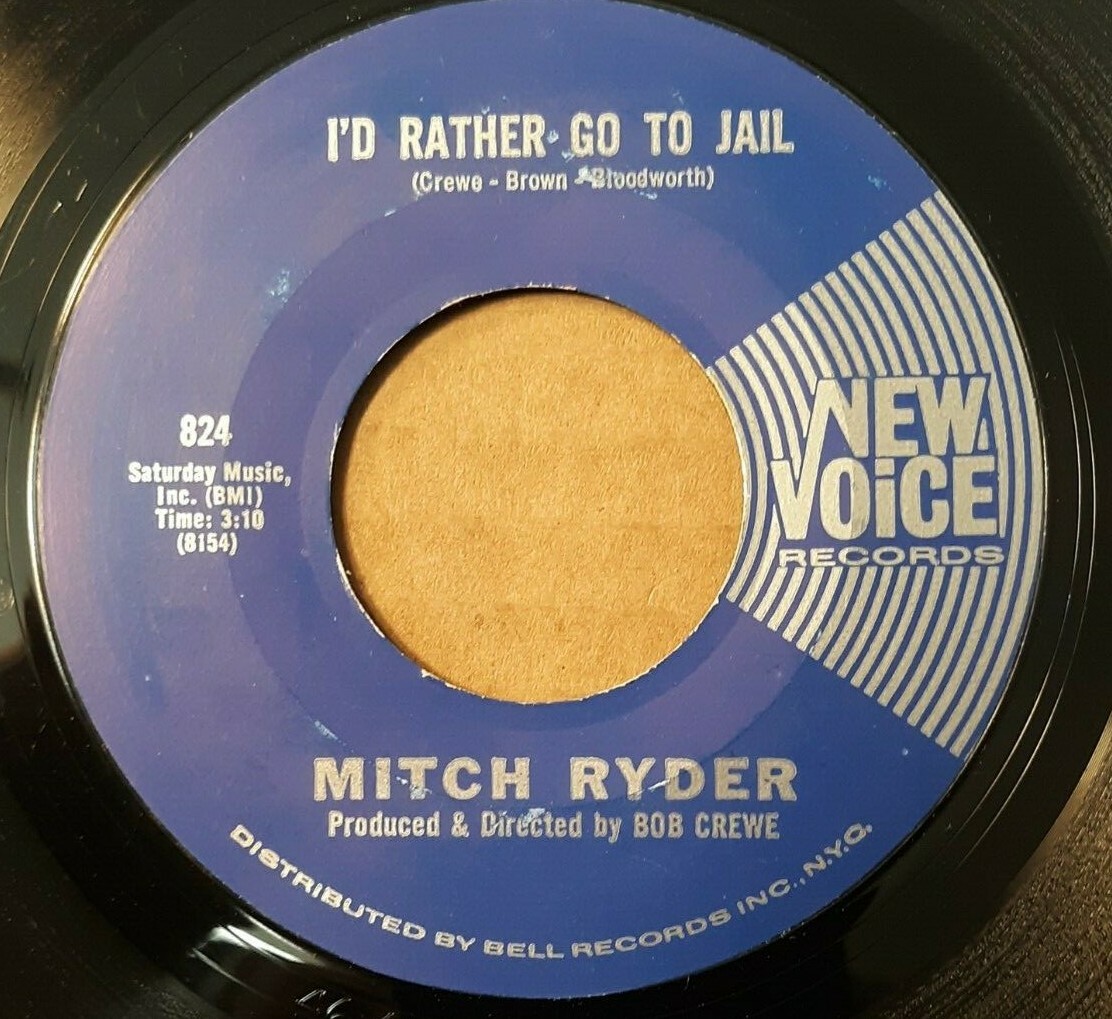 I'D RATHER GO TO JAIL
(Crewe - Brown - Bloodworth)
NEW
VOiCE
RECORDS
824
Saturday Music,
Inc. (BMI)
Time: 3:10
(8154)
MITCH RYDER
Produced & Directed by BOB CREWE
DISTRIBUTED BY BELL RECORDS INC., N.Y.C.